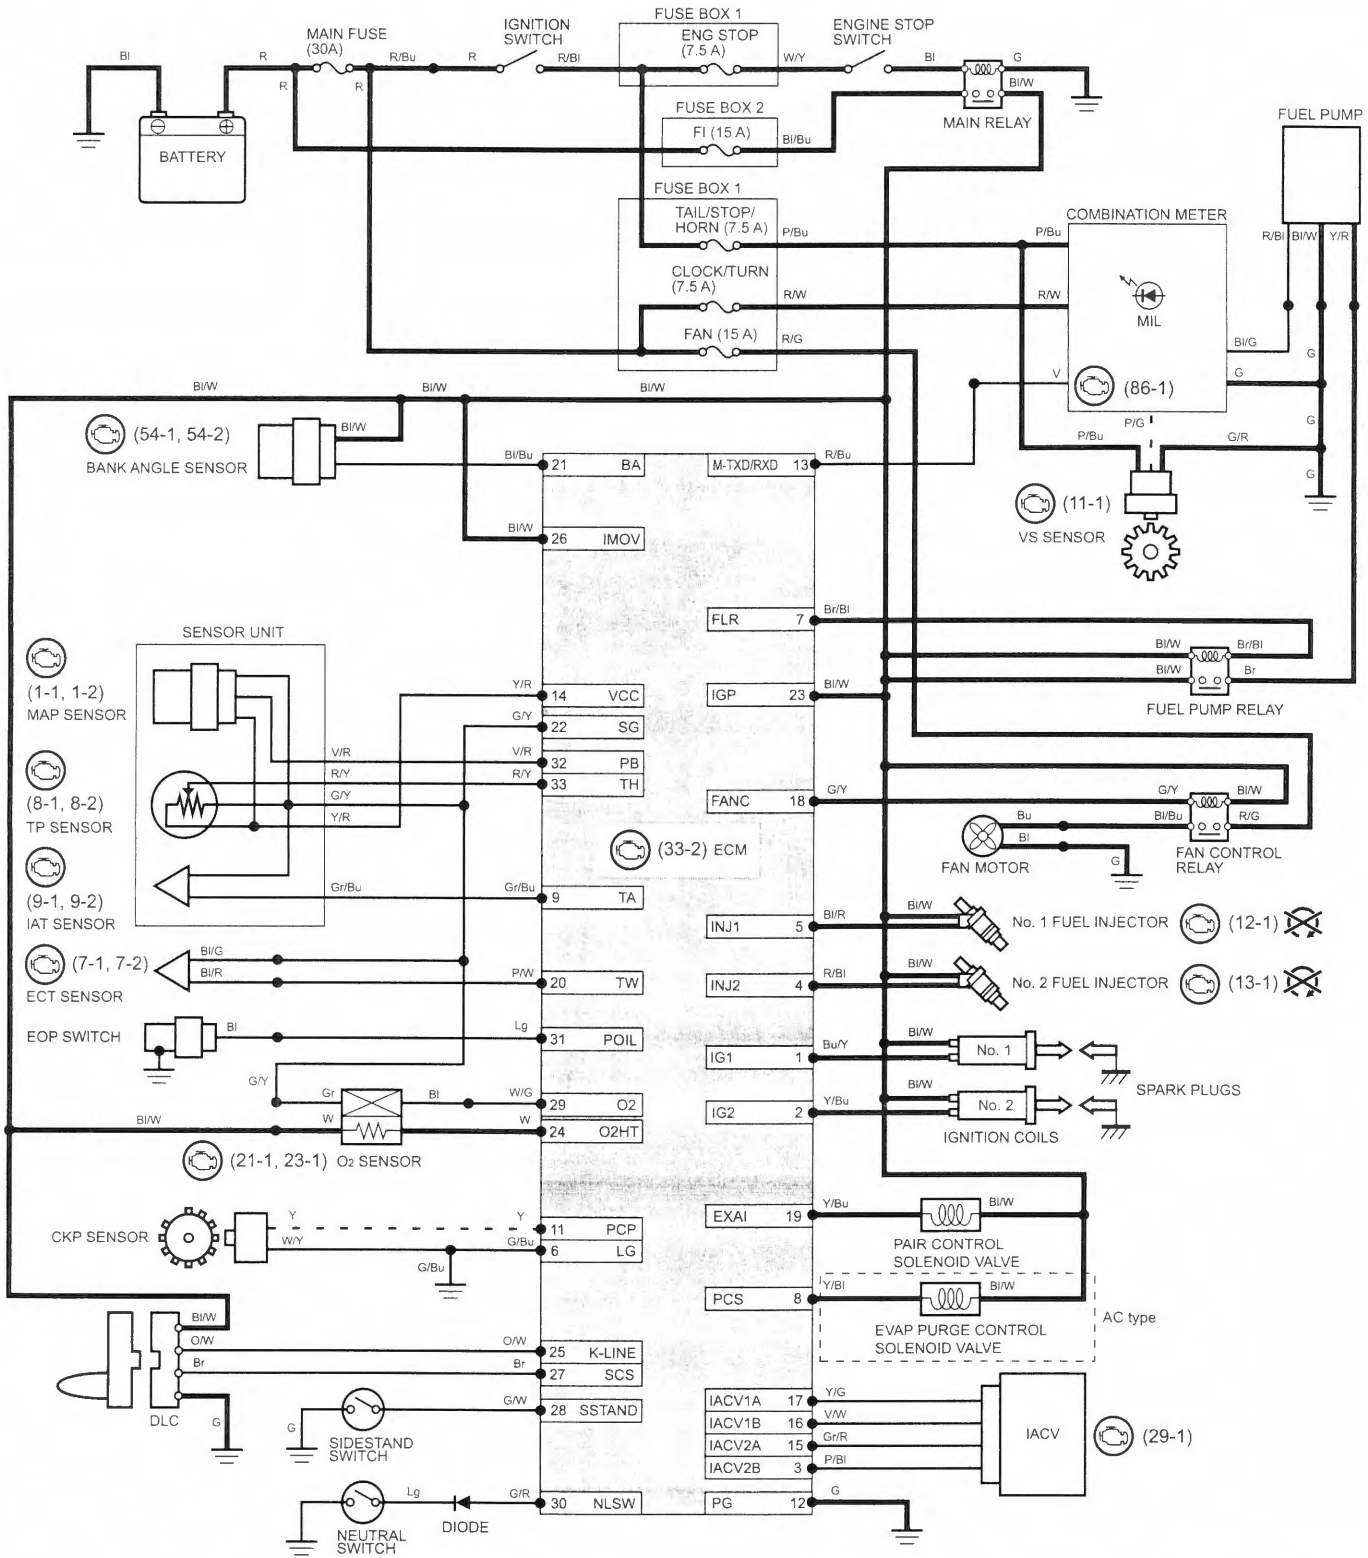 FUSE BOX 1
MAIN FUSE
(30A)
IGNITION
SWITCH
ENG STOP
(7.5 A)
ENGINE STOP
SWITCH
Bl
R
R/Bu
R
R/Bl
W/Y
Bl
G
R
R
Bl/W
FUSE BOX 2
MAIN RELAY
FI (15 A)
Bl/Bu
FUEL PUMP
BATTERY
FUSE BOX 1
TAIL/STOP/
HORN (7.5 A)
P/Bu
P/Bu
COMBINATION METER
R/Bl
Bl/W
Y/R
CLOCK/TURN
(7.5 A)
R/W
R/W
MIL
FAN (15 A)
R/G
Bl/G
G
G
V
(86-1)
Bl/W
Bl/W
Bl/W
P/G
P/Bu
G/R
G
G
(54-1, 54-2)
BANK ANGLE SENSOR
Bl/W
Bl/Bu
21 BA
M-TXD/RXD 13
R/Bu
(11-1)
VS SENSOR
Bl/W
26 IMOV
FLR 7
Br/Bl
SENSOR UNIT
Bl/W
Br/Bl
Bl/W
Br
FUEL PUMP RELAY
(1-1, 1-2)
MAP SENSOR
Y/R
14 VCC
IGP 23
Bl/W
G/Y
22 SG
V/R
V/R
32 PB
R/Y
R/Y
33 TH
(8-1, 8-2)
TP SENSOR
G/Y
Y/R
FANC 18
G/Y
G/Y
Bl/W
Bu
Bl/Bu
R/G
Bl
FAN MOTOR
G
FAN CONTROL
RELAY
(33-2) ECM
(9-1, 9-2)
IAT SENSOR
Gr/Bu
Gr/Bu
9 TA
INJ1 5
Bl/R
Bl/W
No. 1 FUEL INJECTOR
(12-1)
(7-1, 7-2)
ECT SENSOR
Bl/G
Bl/R
P/W
20 TW
INJ2 4
R/Bl
Bl/W
No. 2 FUEL INJECTOR
(13-1)
EOP SWITCH
Bl
Lg
31 POIL
IG1 1
Bu/Y
Bl/W
No. 1
SPARK PLUGS
G/Y
Gr
Bl
W/G
29 O2
IG2 2
Y/Bu
Bl/W
No. 2
IGNITION COILS
Bl/W
W
W
24 O2HT
(21-1, 23-1) O2 SENSOR
CKP SENSOR
Y
Y
11 PCP
EXAI 19
Y/Bu
Bl/W
W/Y
G/Bu
6 LG
PAIR CONTROL
SOLENOID VALVE
G/Bu
PCS 8
Y/Bl
Bl/W
AC type
EVAP PURGE CONTROL
SOLENOID VALVE
Bl/W
O/W
O/W
25 K-LINE
Br
Br
27 SCS
DLC
G
G/W
28 SSTAND
G
SIDESTAND
SWITCH
IACV1A 17
Y/G
IACV1B 16
V/W
IACV2A 15
Gr/R
IACV2B 3
P/Bl
IACV
(29-1)
Lg
G/R
30 NLSW
PG 12
G
NEUTRAL
SWITCH
DIODE